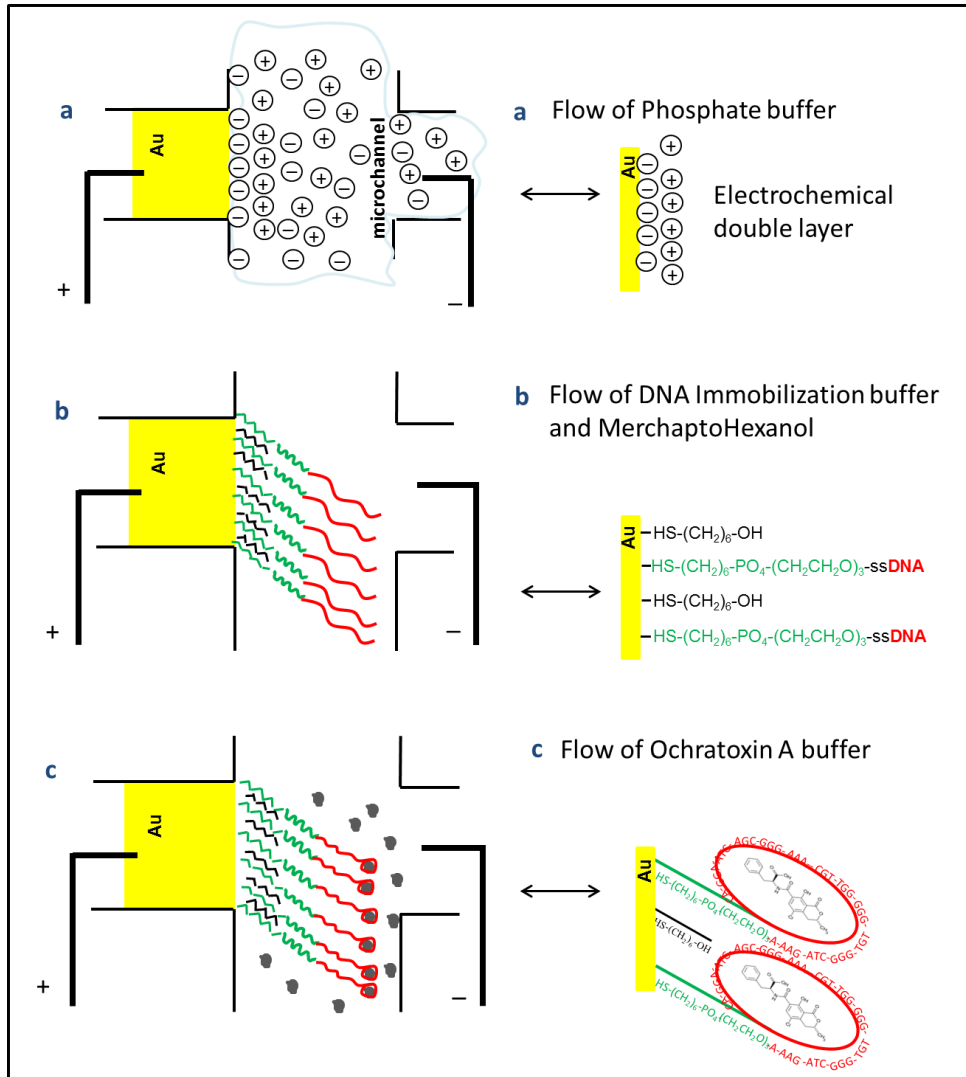 a
Au
microchannel
+
−
a Flow of Phosphate buffer
Au
Electrochemical
double layer
b
Au
+
−
b Flow of DNA Immobilization buffer
and MerchaptoHexanol
Au
HS-(CH₂)₆-OH
HS-(CH₂)₆-PO₄-(CH₂CH₂O)₃-ssDNA
HS-(CH₂)₆-OH
HS-(CH₂)₆-PO₄-(CH₂CH₂O)₃-ssDNA
c
Au
+
−
c Flow of Ochratoxin A buffer
Au
HS-(CH₂)₆-PO₄(CH₂CH₂O)₃A-AAG -ATC-GGG-TGT
AGC-GGG-AAA
CGT-TGG-GGG-
HS-(CH₂)₆-OH
HS-(CH₂)₆-PO₄(CH₂CH₂O)₃A-AAG -ATC-GGG-TGT
AGC-GGG-AAA
CGT-TGG-GGG-